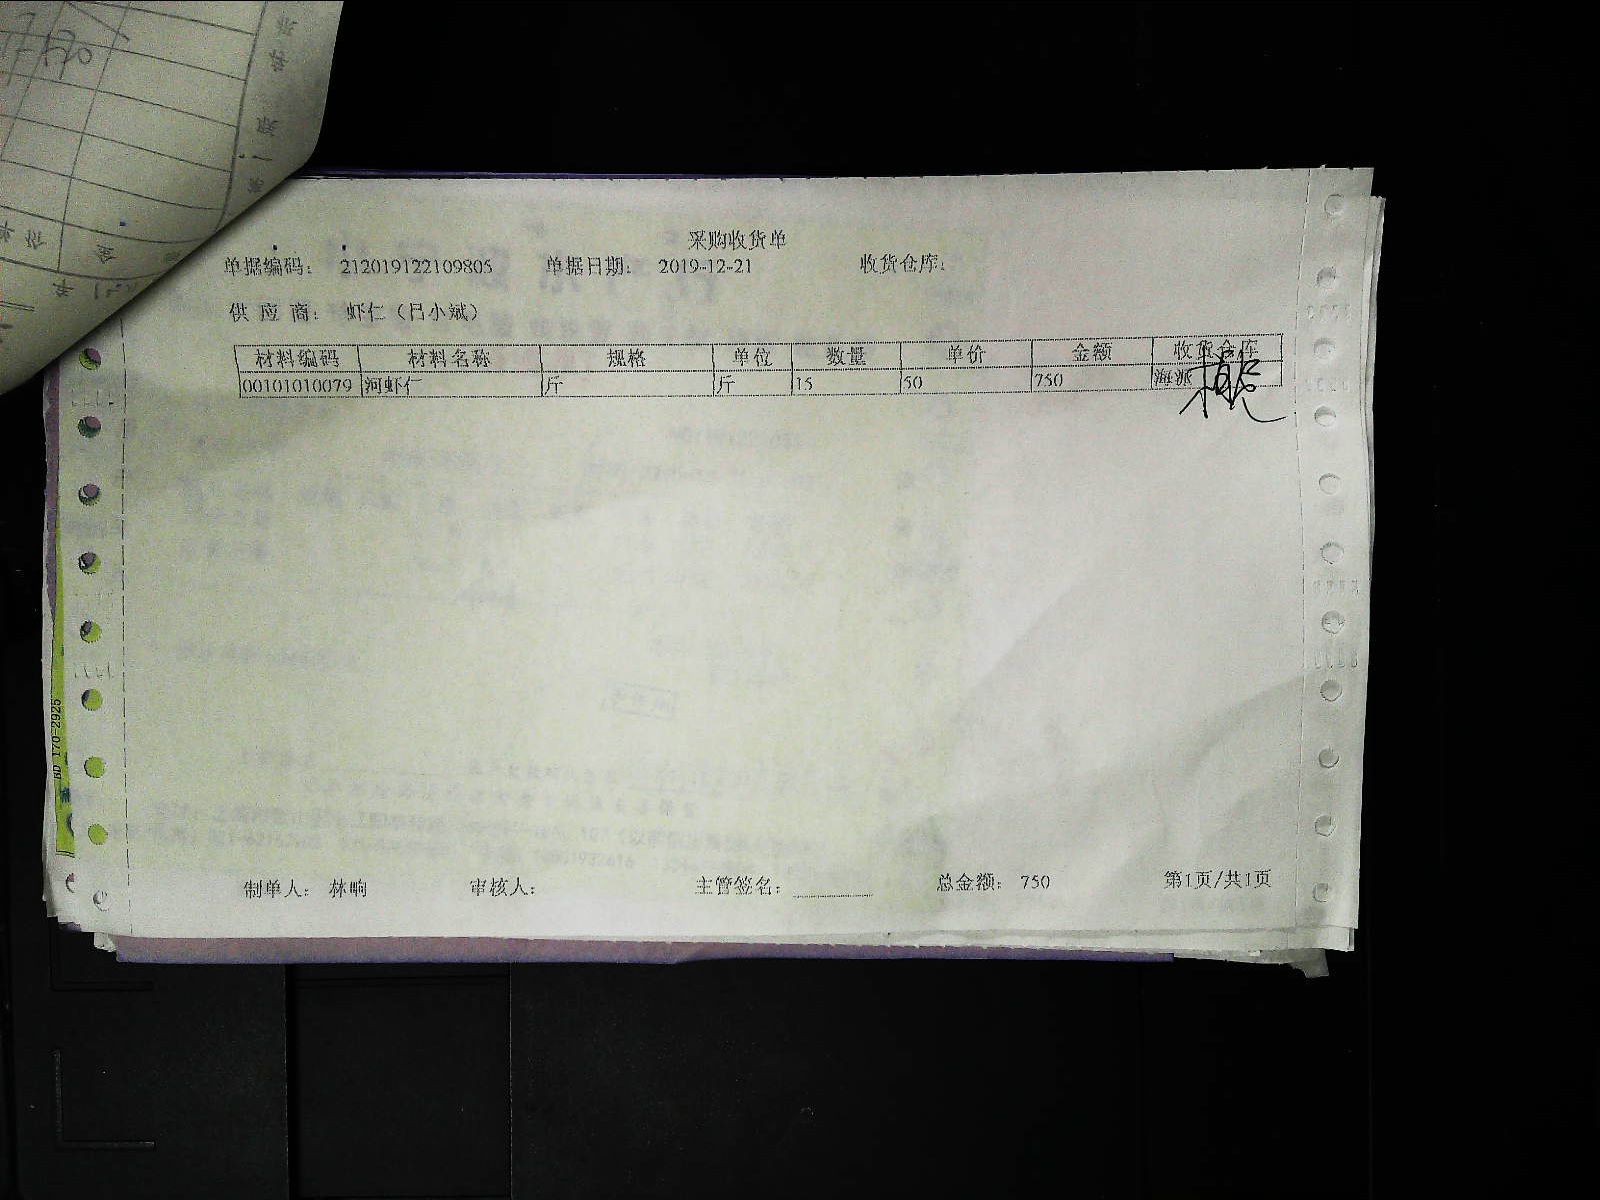 采购收货单
单据编码： 212019122109805 单据日期： 2019-12-21 收货仓库：
供 应 商： 虾仁（吕小斌）
材料编码 材料名称 规格 单位 数量 单价 金额 收货仓库
00101010079 河虾仁 斤 斤 15 50 750 海派
制单人： 林响 审核人： 主管签名： 总金额： 750 第1页/共1页
BD 170-2925